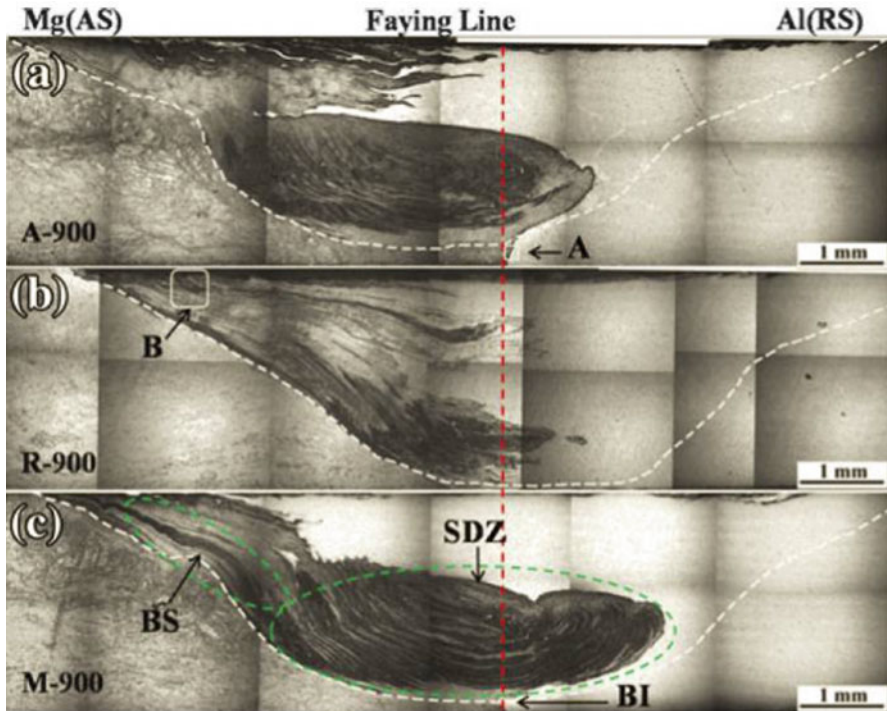 Mg(AS) Faying Line Al(RS)
(a)
A-900
A
1 mm
(b)
B
R-900
1 mm
(c)
SDZ
BS
M-900
BI
1 mm